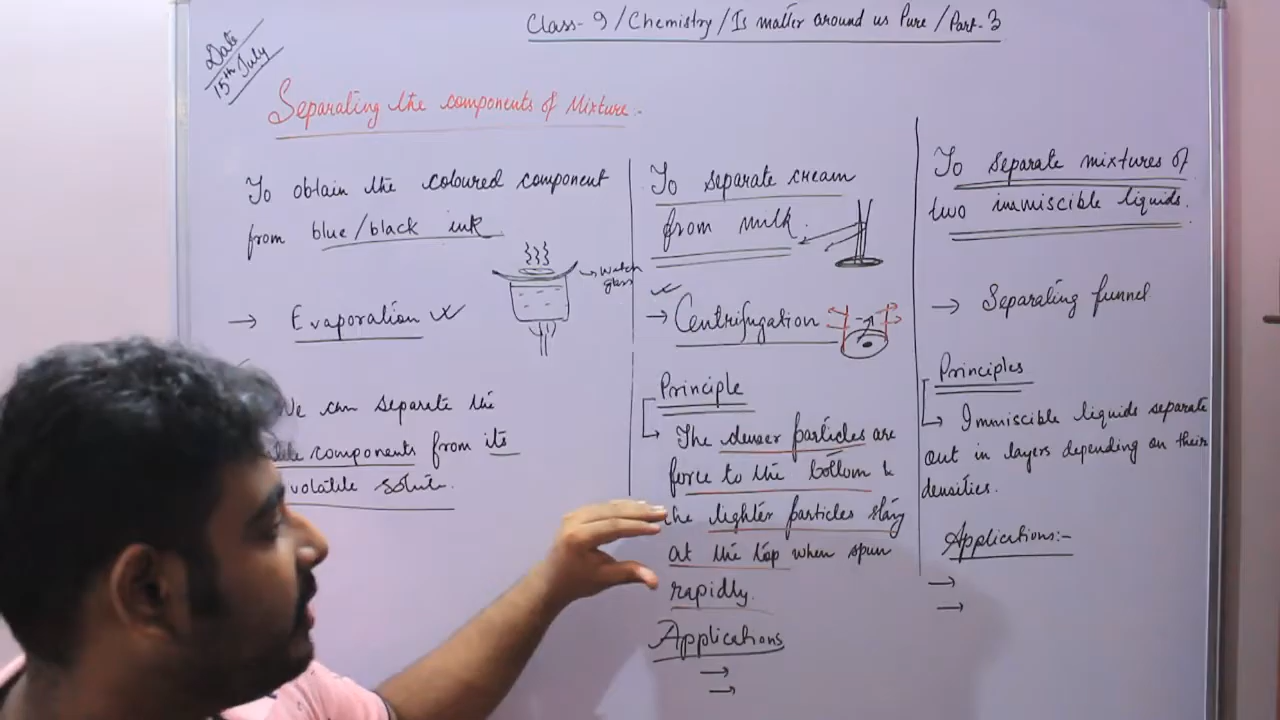 Class-9/Chemistry/Is matter around us Pure/Part-3
Date
15th July
Separating the components of Mixture.
To obtain the coloured component
from blue/black ink
Watch
glass
→ Evaporation
We can separate the
components from its
volatile solute.
To separate cream
from milk.
→ Centrifugation
Principle
→ The denser particles are
force to the bottom &
the lighter particles stay
at the top when spun
rapidly.
Applications
→
→
To separate mixtures of
two immiscible liquids.
→ Separating funnel
Principles
→ Immiscible liquids separate
out in layers depending on their
densities.
Applications:-
→
→